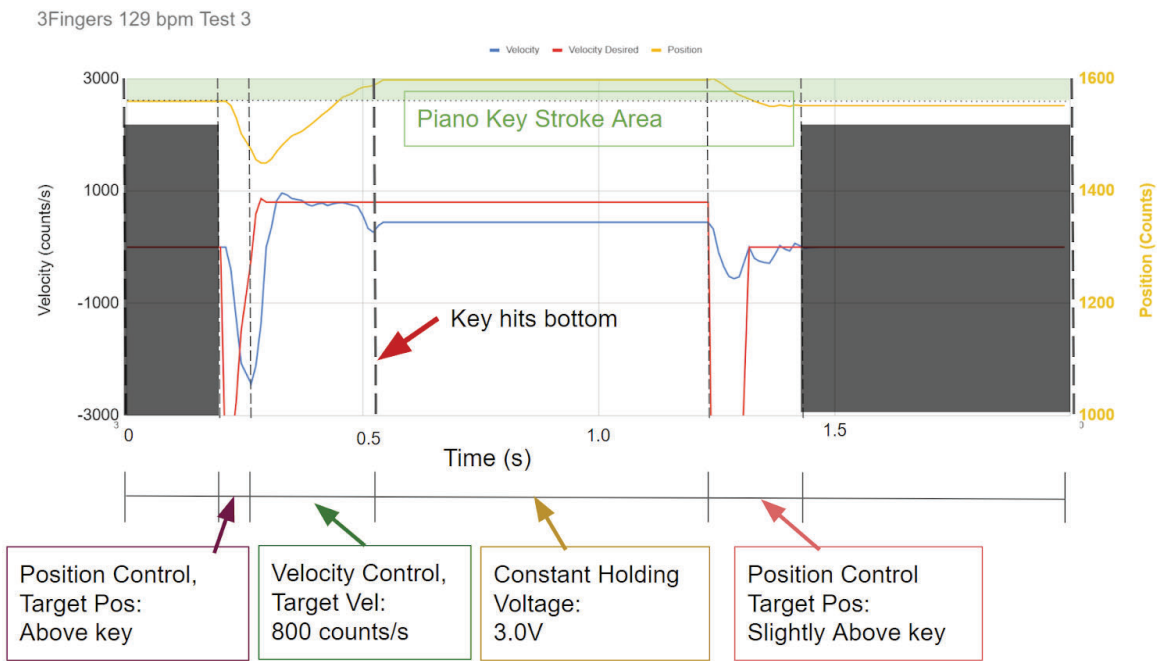 3Fingers 129 bpm Test 3
Velocity Velocity Desired Position
3000
1000
-1000
-3000
Velocity (counts/s)
1600
1400
1200
1000
Position (Counts)
Piano Key Stroke Area
Key hits bottom
3
0 0.5 1.0 1.5
0
Time (s)
Position Control,
Target Pos:
Above key
Velocity Control,
Target Vel:
800 counts/s
Constant Holding
Voltage:
3.0V
Position Control
Target Pos:
Slightly Above key